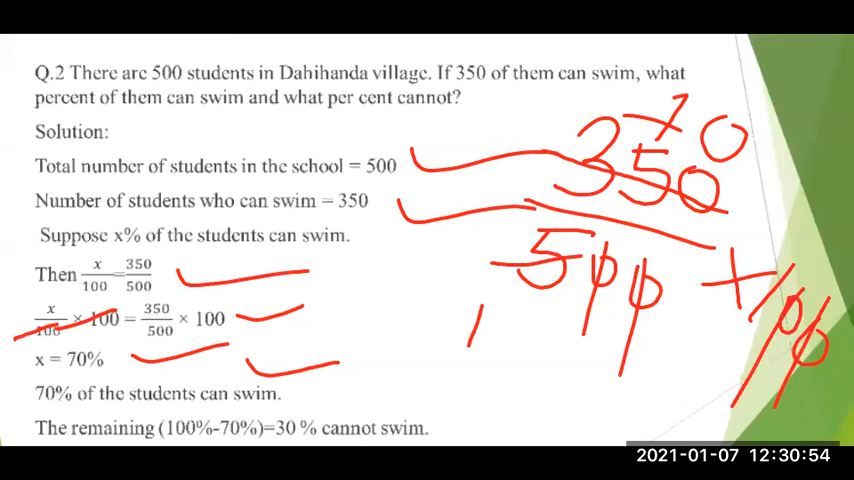 Q.2 There are 500 students in Dahihanda village. If 350 of them can swim, what
percent of them can swim and what per cent cannot?
Solution:
Total number of students in the school = 500
Number of students who can swim = 350
Suppose x% of the students can swim.
Then x/100 = 350/500
x/100 × 100 = 350/500 × 100
x = 70%
70% of the students can swim.
The remaining (100%-70%)=30 % cannot swim.
70
350
500
× 100
1
2021-01-07 12:30:54